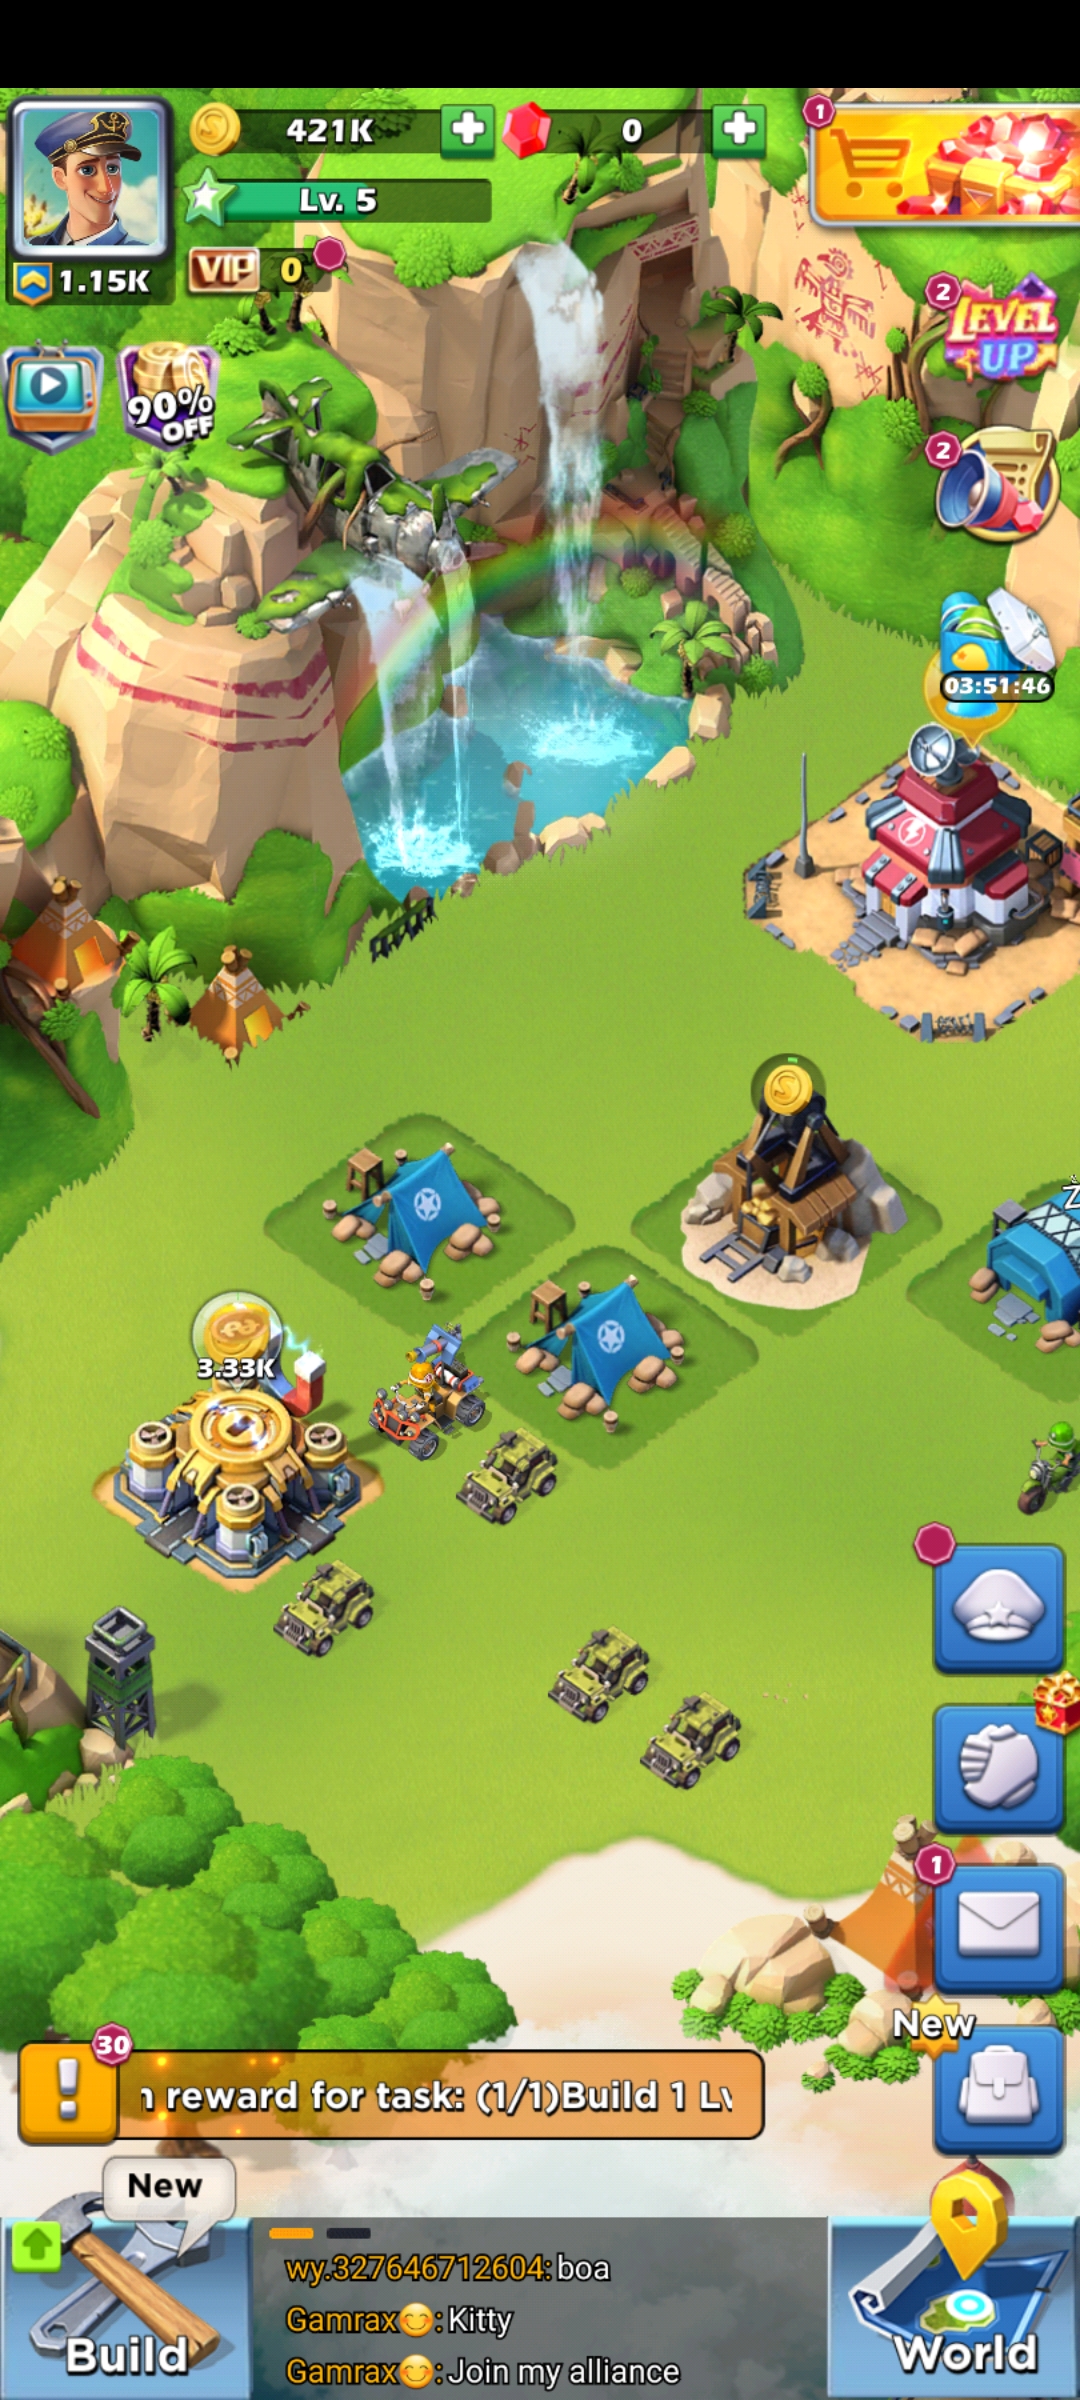 421K
0
1
Lv. 5
VIP 0
1.15K
2
LEVEL
UP
90%
OFF
2
03:51:46
3.33K
1
New
30
reward for task: (1/1)Build 1 Lv
New
wy.327646712604: boa
Gamrax😊: Kitty
Gamrax😊: Join my alliance
Build
World